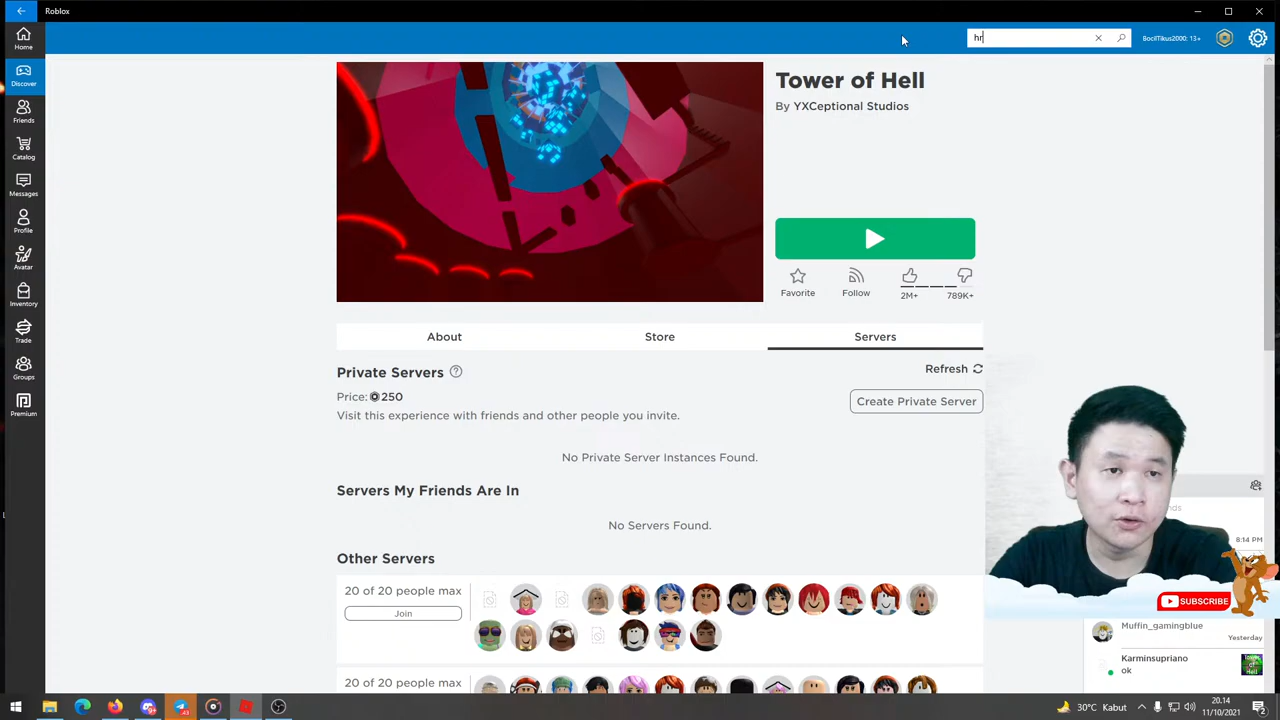 Roblox
Home
hr
BocilTikus2000: 13+
Discover
Friends
Catalog
Messages
Profile
Avatar
Inventory
Trade
Groups
Premium
Tower of Hell
By YXCeptional Studios
Favorite
Follow
2M+
789K+
About
Store
Servers
Private Servers
Refresh
Price: 250
Create Private Server
Visit this experience with friends and other people you invite.
No Private Server Instances Found.
Servers My Friends Are In
No Servers Found.
Other Servers
20 of 20 people max
Join
20 of 20 people max
8:14 PM
SUBSCRIBE
Muffin_gamingblue
Yesterday
Karminsupriano
ok
30°C Kabut
20.14
11/10/2021